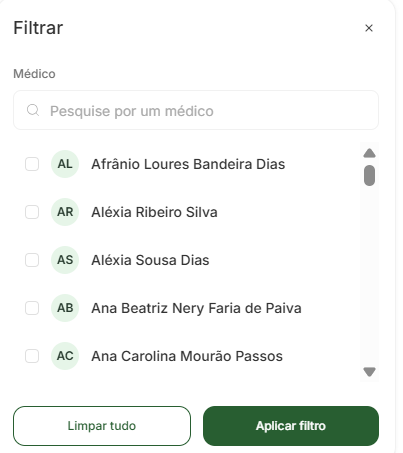 Filtrar
Médico
Pesquise por um médico
AL Afrânio Loures Bandeira Dias
AR Aléxia Ribeiro Silva
AS Aléxia Sousa Dias
AB Ana Beatriz Nery Faria de Paiva
AC Ana Carolina Mourão Passos
Limpar tudo Aplicar filtro